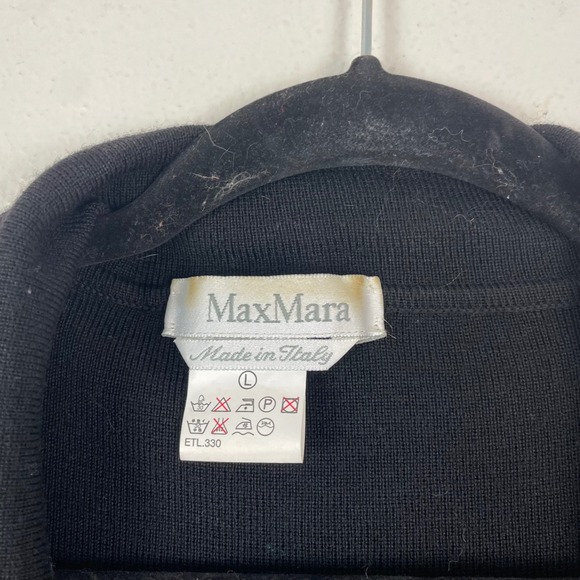 MaxMara
Made in Italy
L
P
ETL.330